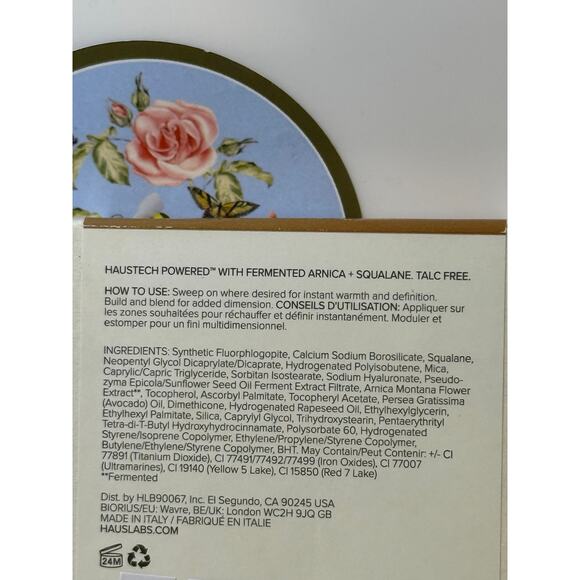 HAUSTECH POWERED™ WITH FERMENTED ARNICA + SQUALANE. TALC FREE.
HOW TO USE: Sweep on where desired for instant warmth and definition.
Build and blend for added dimension. CONSEILS D'UTILISATION: Appliquer sur
les zones souhaitées pour réchauffer et définir instantanément. Moduler et
estomper pour un fini multidimensionnel.
INGREDIENTS: Synthetic Fluorphlogopite, Calcium Sodium Borosilicate, Squalane,
Neopentyl Glycol Dicaprylate/Dicaprate, Hydrogenated Polyisobutene, Mica,
Caprylic/Capric Triglyceride, Sorbitan Isostearate, Sodium Hyaluronate, Pseudo-
zyma Epicola/Sunflower Seed Oil Ferment Extract Filtrate, Arnica Montana Flower
Extract**, Tocopherol, Ascorbyl Palmitate, Tocopheryl Acetate, Persea Gratissima
(Avocado) Oil, Dimethicone, Hydrogenated Rapeseed Oil, Ethylhexylglycerin,
Ethylhexyl Palmitate, Silica, Caprylyl Glycol, Trihydroxystearin, Pentaerythrityl
Tetra-di-T-Butyl Hydroxyhydrocinnamate, Polysorbate 60, Hydrogenated
Styrene/Isoprene Copolymer, Ethylene/Propylene/Styrene Copolymer,
Butylene/Ethylene/Styrene Copolymer, BHT. May Contain/Peut Contenir: +/- CI
77891 (Titanium Dioxide), CI 77491/77492/77499 (Iron Oxides), CI 77007
(Ultramarines), CI 19140 (Yellow 5 Lake), CI 15850 (Red 7 Lake)
**Fermented
Dist. by HLB90067, Inc. El Segundo, CA 90245 USA
BIORIUS/EU: Wavre, BE/UK: London WC2H 9JQ GB
MADE IN ITALY / FABRIQUÉ EN ITALIE
HAUSLABS.COM
24M